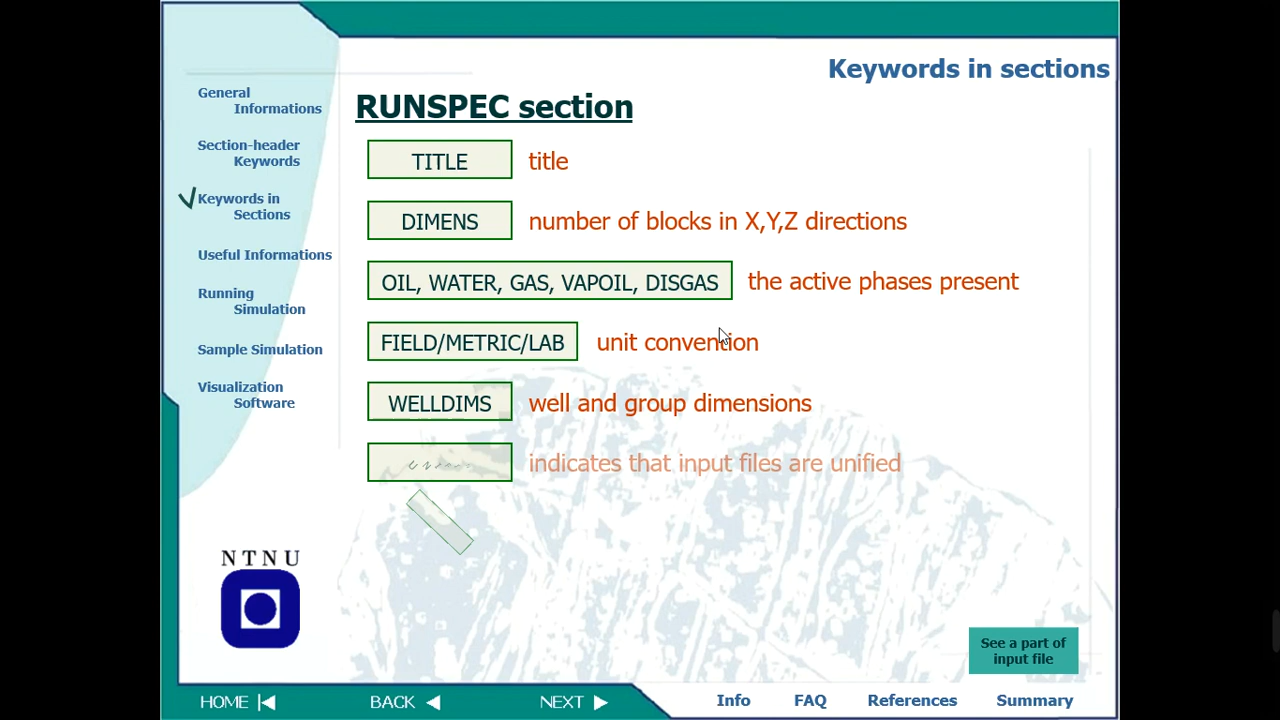 Keywords in sections
General
Informations
Section-header
Keywords
Keywords in
Sections
Useful Informations
Running
Simulation
Sample Simulation
Visualization
Software
RUNSPEC section
TITLE title
DIMENS number of blocks in X,Y,Z directions
OIL, WATER, GAS, VAPOIL, DISGAS the active phases present
FIELD/METRIC/LAB unit convention
WELLDIMS well and group dimensions
indicates that input files are unified
NTNU
See a part of
input file
HOME BACK NEXT Info FAQ References Summary